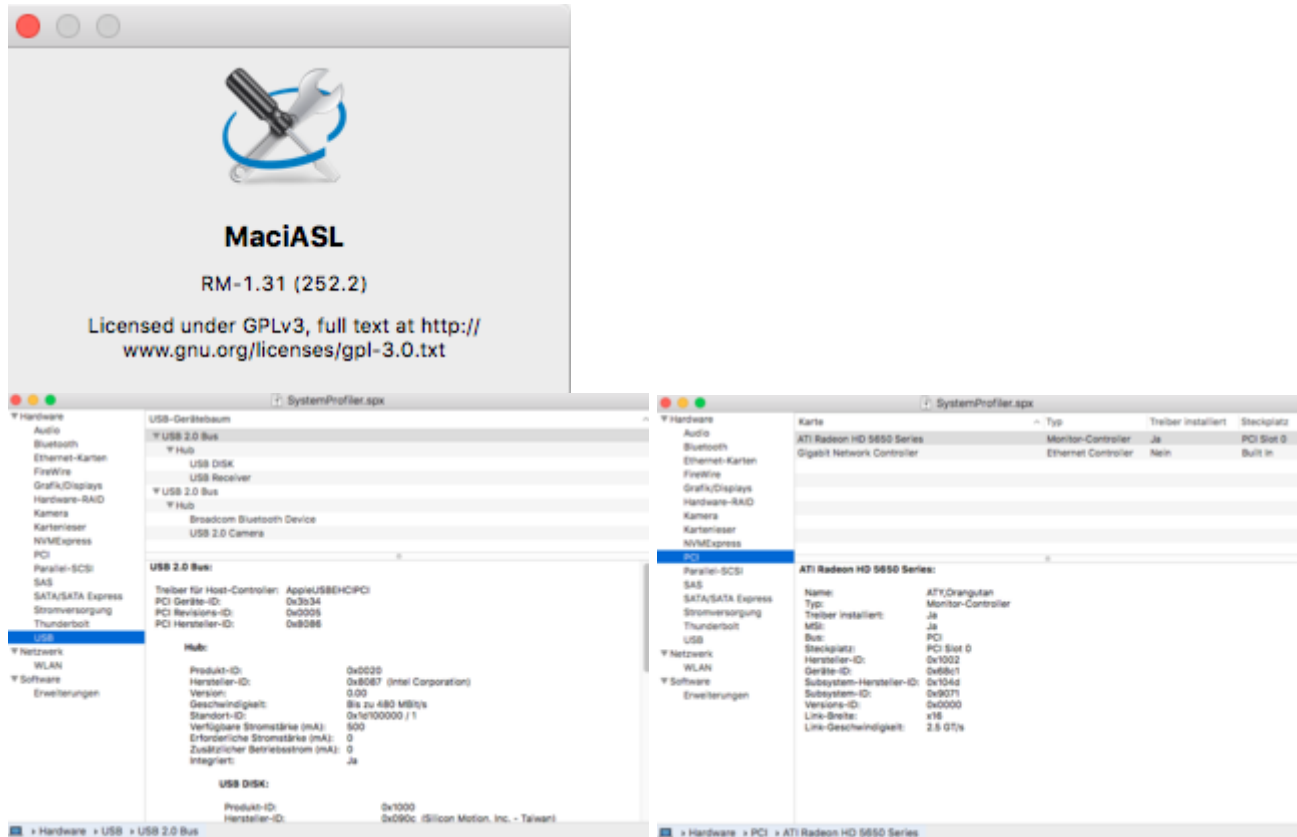 MaciASL
RM-1.31 (252.2)
Licensed under GPLv3, full text at http://
www.gnu.org/licenses/gpl-3.0.txt
SystemProfiler.spx
Hardware
Audio
Bluetooth
Ethernet-Karten
FireWire
Grafik/Displays
Hardware-RAID
Kamera
Kartenleser
NVMExpress
PCI
Parallel-SCSI
SAS
SATA/SATA Express
Stromversorgung
Thunderbolt
USB
Netzwerk
WLAN
Software
Erweiterungen
USB-Gerätebaum
USB 2.0 Bus
Hub
USB DISK
USB Receiver
USB 2.0 Bus
Hub
Broadcom Bluetooth Device
USB 2.0 Camera
USB 2.0 Bus:
Treiber für Host-Controller: AppleUSBEHCIPCI
PCI Geräte-ID: 0x3b34
PCI Revisions-ID: 0x0005
PCI Hersteller-ID: 0x8086
Hub:
Produkt-ID: 0x0020
Hersteller-ID: 0x8087 (Intel Corporation)
Version: 0.00
Geschwindigkeit: Bis zu 480 MBit/s
Standort-ID: 0x1d100000 / 1
Verfügbare Stromstärke (mA): 500
Erforderliche Stromstärke (mA): 0
Zusätzlicher Betriebsstrom (mA): 0
Integriert: Ja
USB DISK:
Produkt-ID: 0x1000
Hersteller-ID: 0x090c (Silicon Motion, Inc. - Taiwan)
Hardware › USB › USB 2.0 Bus
SystemProfiler.spx
Hardware
Audio
Bluetooth
Ethernet-Karten
FireWire
Grafik/Displays
Hardware-RAID
Kamera
Kartenleser
NVMExpress
PCI
Parallel-SCSI
SAS
SATA/SATA Express
Stromversorgung
Thunderbolt
USB
Netzwerk
WLAN
Software
Erweiterungen
Karte Typ Treiber installiert Steckplatz
ATI Radeon HD 5650 Series Monitor-Controller Ja PCI Slot 0
Gigabit Network Controller Ethernet Controller Nein Built in
ATI Radeon HD 5650 Series:
Name: ATY,Orangutan
Typ: Monitor-Controller
Treiber installiert: Ja
MSI: Ja
Bus: PCI
Steckplatz: PCI Slot 0
Hersteller-ID: 0x1002
Geräte-ID: 0x68c1
Subsystem-Hersteller-ID: 0x104d
Subsystem-ID: 0x9071
Versions-ID: 0x0000
Link-Breite: x16
Link-Geschwindigkeit: 2.5 GT/s
Hardware › PCI › ATI Radeon HD 5650 Series